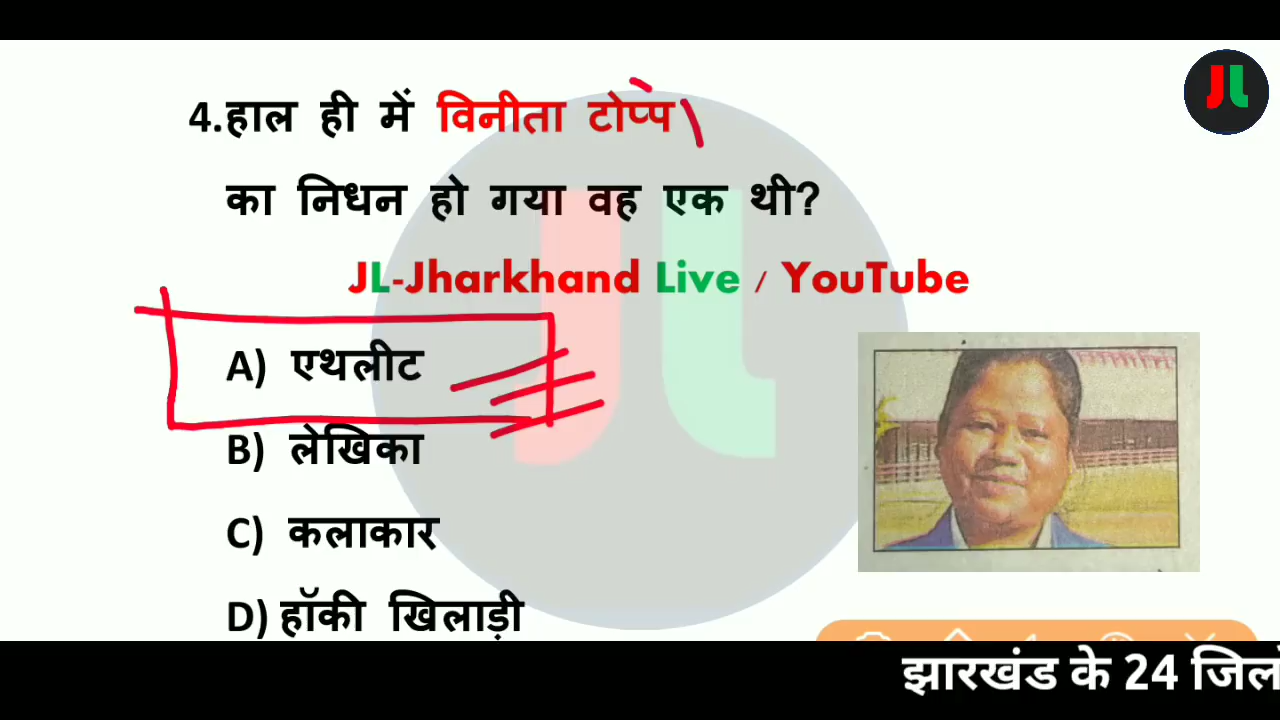 JL
4.हाल ही में विनीता टोप्प
का निधन हो गया वह एक थी?
JL-Jharkhand Live / YouTube
A) एथलीट
B) लेखिका
C) कलाकार
D) हॉकी खिलाड़ी
झारखंड के 24